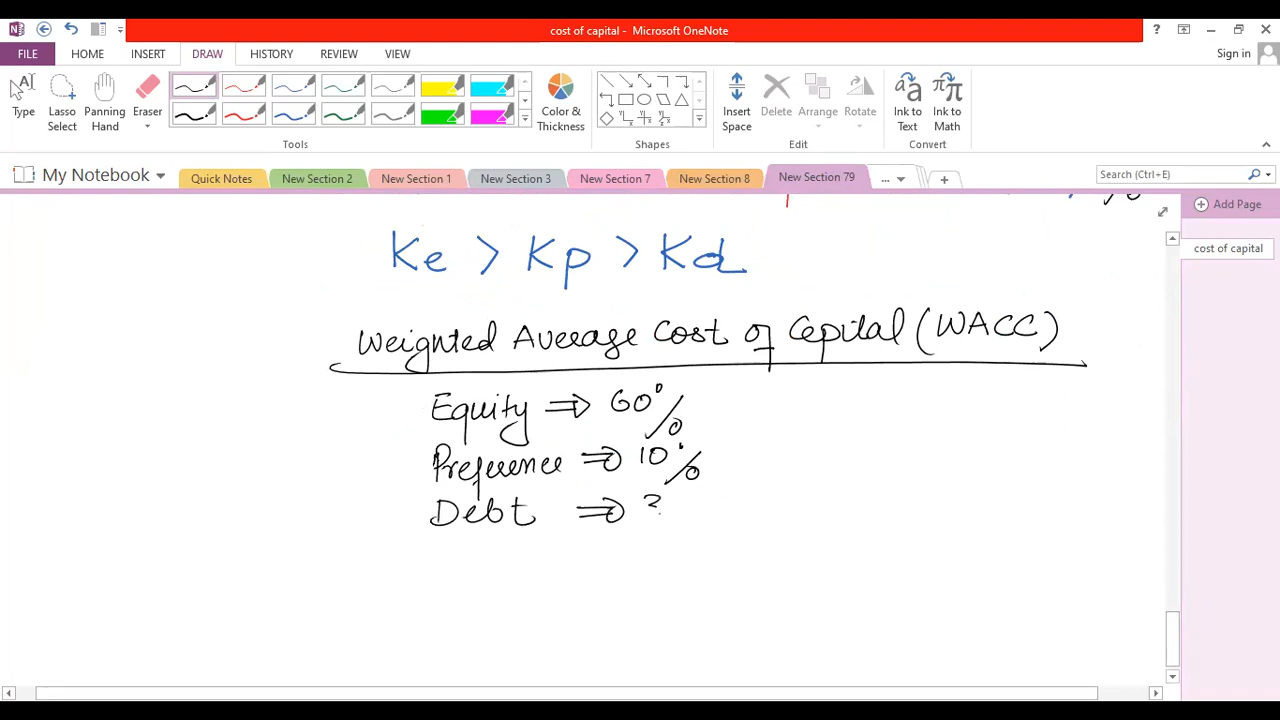 cost of capital - Microsoft OneNote
FILE HOME INSERT DRAW HISTORY REVIEW VIEW Sign in
Type Lasso Select Panning Hand Eraser Color & Thickness Insert Space Delete Arrange Rotate Ink to Text Ink to Math
Tools Shapes Edit Convert
My Notebook Quick Notes New Section 2 New Section 1 New Section 3 New Section 7 New Section 8 New Section 79 ... Search (Ctrl+E)
Add Page
cost of capital
Ke > Kp > Kd
Weighted Average Cost of Capital (WACC)
Equity ⇒ 60%
Preference ⇒ 10%
Debt ⇒